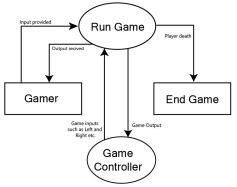 Input provided
Run Game
Player death
Output recived
Gamer
End Game
Game inputs
such as Left and
Right etc.
Game Output
Game
Controller